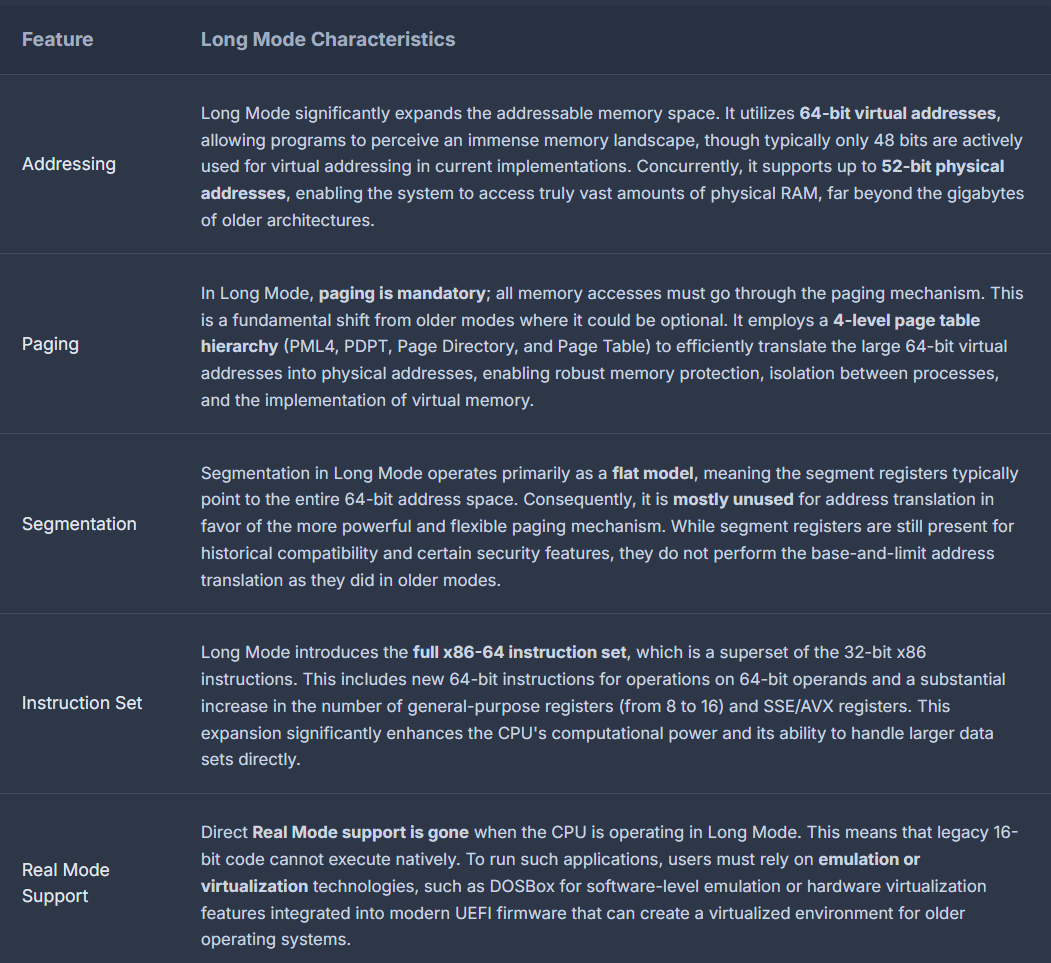 Feature
Long Mode Characteristics
Addressing
Long Mode significantly expands the addressable memory space. It utilizes 64-bit virtual addresses,
allowing programs to perceive an immense memory landscape, though typically only 48 bits are actively
used for virtual addressing in current implementations. Concurrently, it supports up to 52-bit physical
addresses, enabling the system to access truly vast amounts of physical RAM, far beyond the gigabytes
of older architectures.
Paging
In Long Mode, paging is mandatory; all memory accesses must go through the paging mechanism. This
is a fundamental shift from older modes where it could be optional. It employs a 4-level page table
hierarchy (PML4, PDPT, Page Directory, and Page Table) to efficiently translate the large 64-bit virtual
addresses into physical addresses, enabling robust memory protection, isolation between processes,
and the implementation of virtual memory.
Segmentation
Segmentation in Long Mode operates primarily as a flat model, meaning the segment registers typically
point to the entire 64-bit address space. Consequently, it is mostly unused for address translation in
favor of the more powerful and flexible paging mechanism. While segment registers are still present for
historical compatibility and certain security features, they do not perform the base-and-limit address
translation as they did in older modes.
Instruction Set
Long Mode introduces the full x86-64 instruction set, which is a superset of the 32-bit x86
instructions. This includes new 64-bit instructions for operations on 64-bit operands and a substantial
increase in the number of general-purpose registers (from 8 to 16) and SSE/AVX registers. This
expansion significantly enhances the CPU's computational power and its ability to handle larger data
sets directly.
Real Mode
Support
Direct Real Mode support is gone when the CPU is operating in Long Mode. This means that legacy 16-
bit code cannot execute natively. To run such applications, users must rely on emulation or
virtualization technologies, such as DOSBox for software-level emulation or hardware virtualization
features integrated into modern UEFI firmware that can create a virtualized environment for older
operating systems.